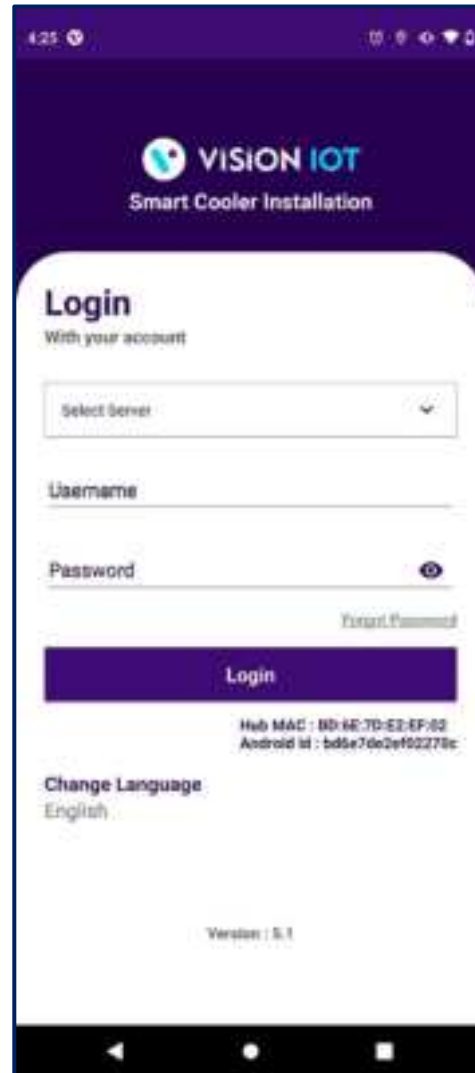 4:25
VISION IOT
Smart Cooler Installation
Login
With your account
Select Server
Username
Password
Forgot Password
Login
Hub MAC : BD:6E:7D:E2:EF:02
Android Id : bd6e7de2ef02270c
Change Language
English
Version : 5.1